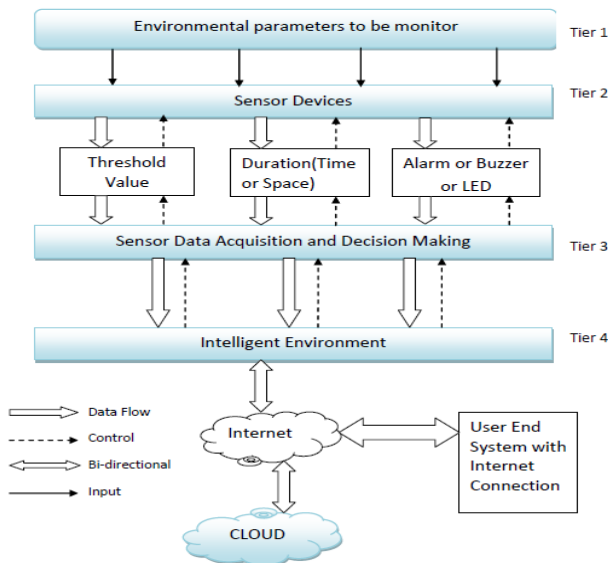 Environmental parameters to be monitor
Tier 1
Tier 2
Sensor Devices
Threshold
Value
Duration(Time
or Space)
Alarm or Buzzer
or LED
Sensor Data Acquisition and Decision Making
Tier 3
Intelligent Environment
Tier 4
Data Flow
Control
Bi-directional
Input
Internet
User End
System with
Internet
Connection
CLOUD